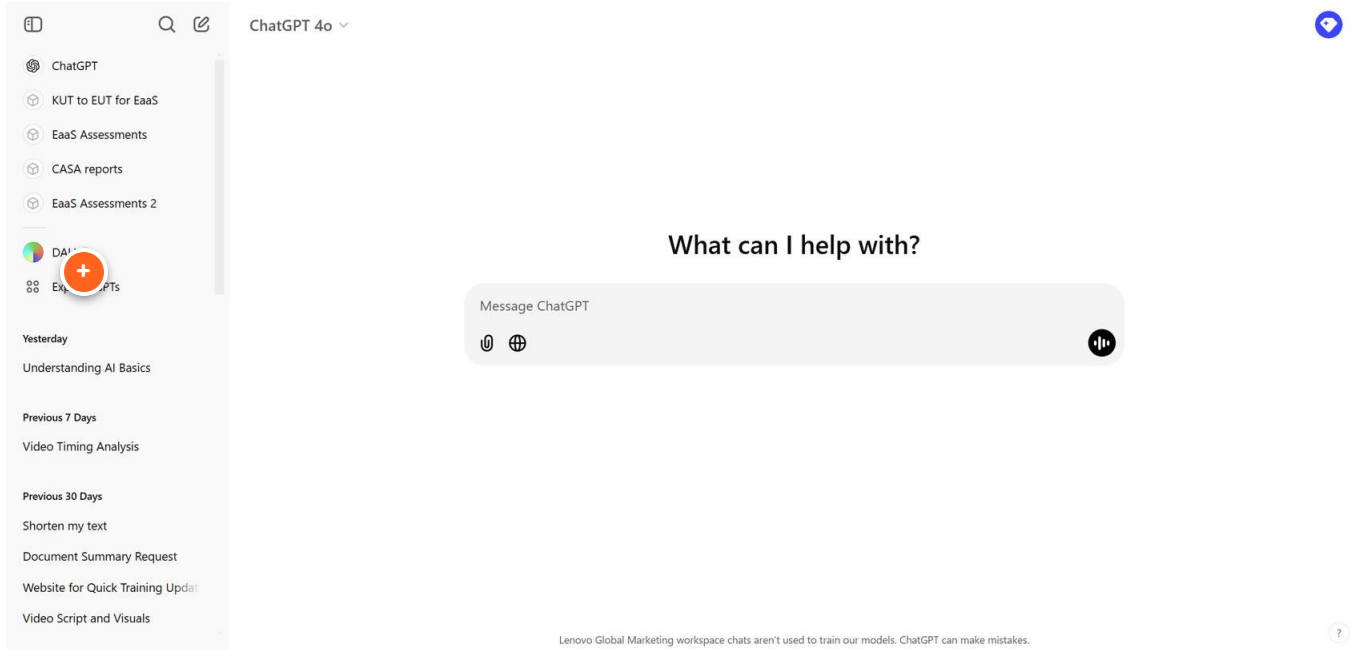 ChatGPT 4o
ChatGPT
KUT to EUT for EaaS
EaaS Assessments
CASA reports
EaaS Assessments 2
+
PTs
Yesterday
Understanding AI Basics
Previous 7 Days
Video Timing Analysis
Previous 30 Days
Shorten my text
Document Summary Request
Website for Quick Training Updat
Video Script and Visuals
What can I help with?
Message ChatGPT
Lenovo Global Marketing workspace chats aren't used to train our models. ChatGPT can make mistakes.
?